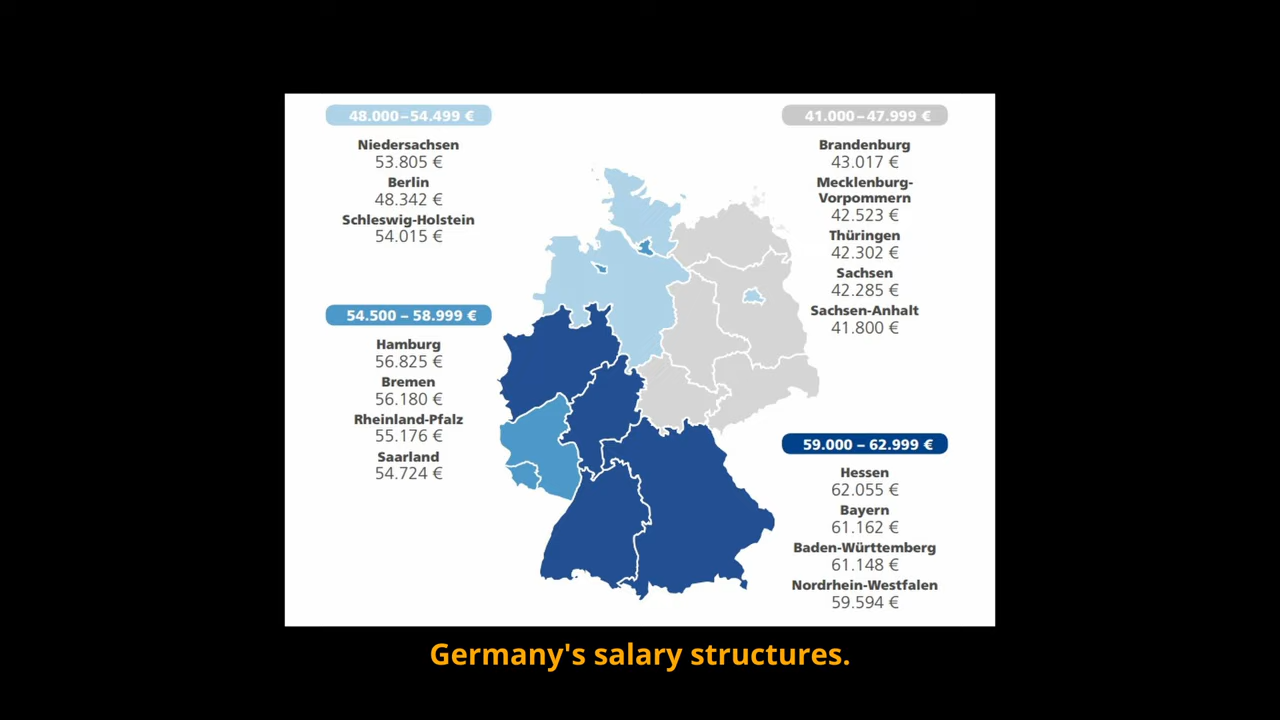 48.000–54.499 €
Niedersachsen
53.805 €
Berlin
48.342 €
Schleswig-Holstein
54.015 €
54.500 – 58.999 €
Hamburg
56.825 €
Bremen
56.180 €
Rheinland-Pfalz
55.176 €
Saarland
54.724 €
41.000–47.999 €
Brandenburg
43.017 €
Mecklenburg-
Vorpommern
42.523 €
Thüringen
42.302 €
Sachsen
42.285 €
Sachsen-Anhalt
41.800 €
59.000 – 62.999 €
Hessen
62.055 €
Bayern
61.162 €
Baden-Württemberg
61.148 €
Nordrhein-Westfalen
59.594 €
Germany's salary structures.